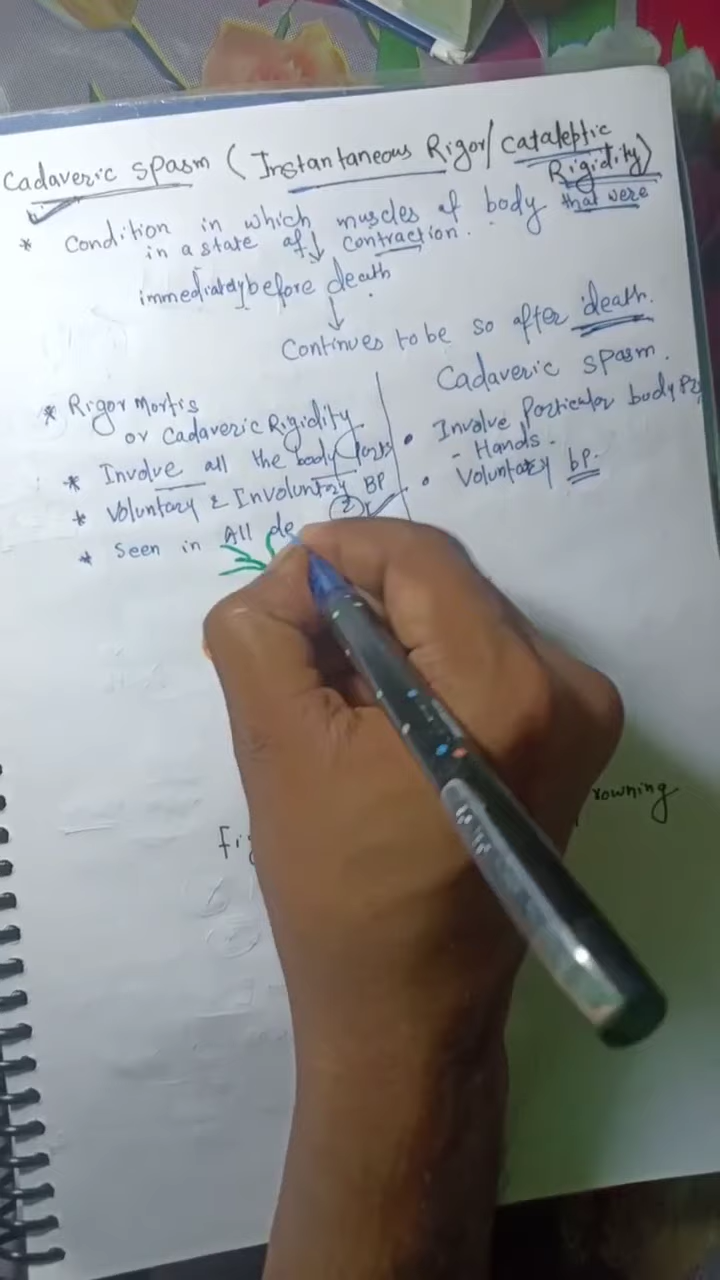 Cadaveric spasm ( Instantaneous Rigor/ Cataleptic
Rigidity)
* Condition in which muscles of body that were
in a state of contraction.
immediately before death
Continues to be so after death.
* Rigor Mortis
or Cadaveric Rigidity
* Involve all the body parts
* Voluntary & Involuntary BP
2
* Seen in All de
Cadaveric spasm.
• Involve Particular body
- Hands.
• Voluntary bp.
rowning